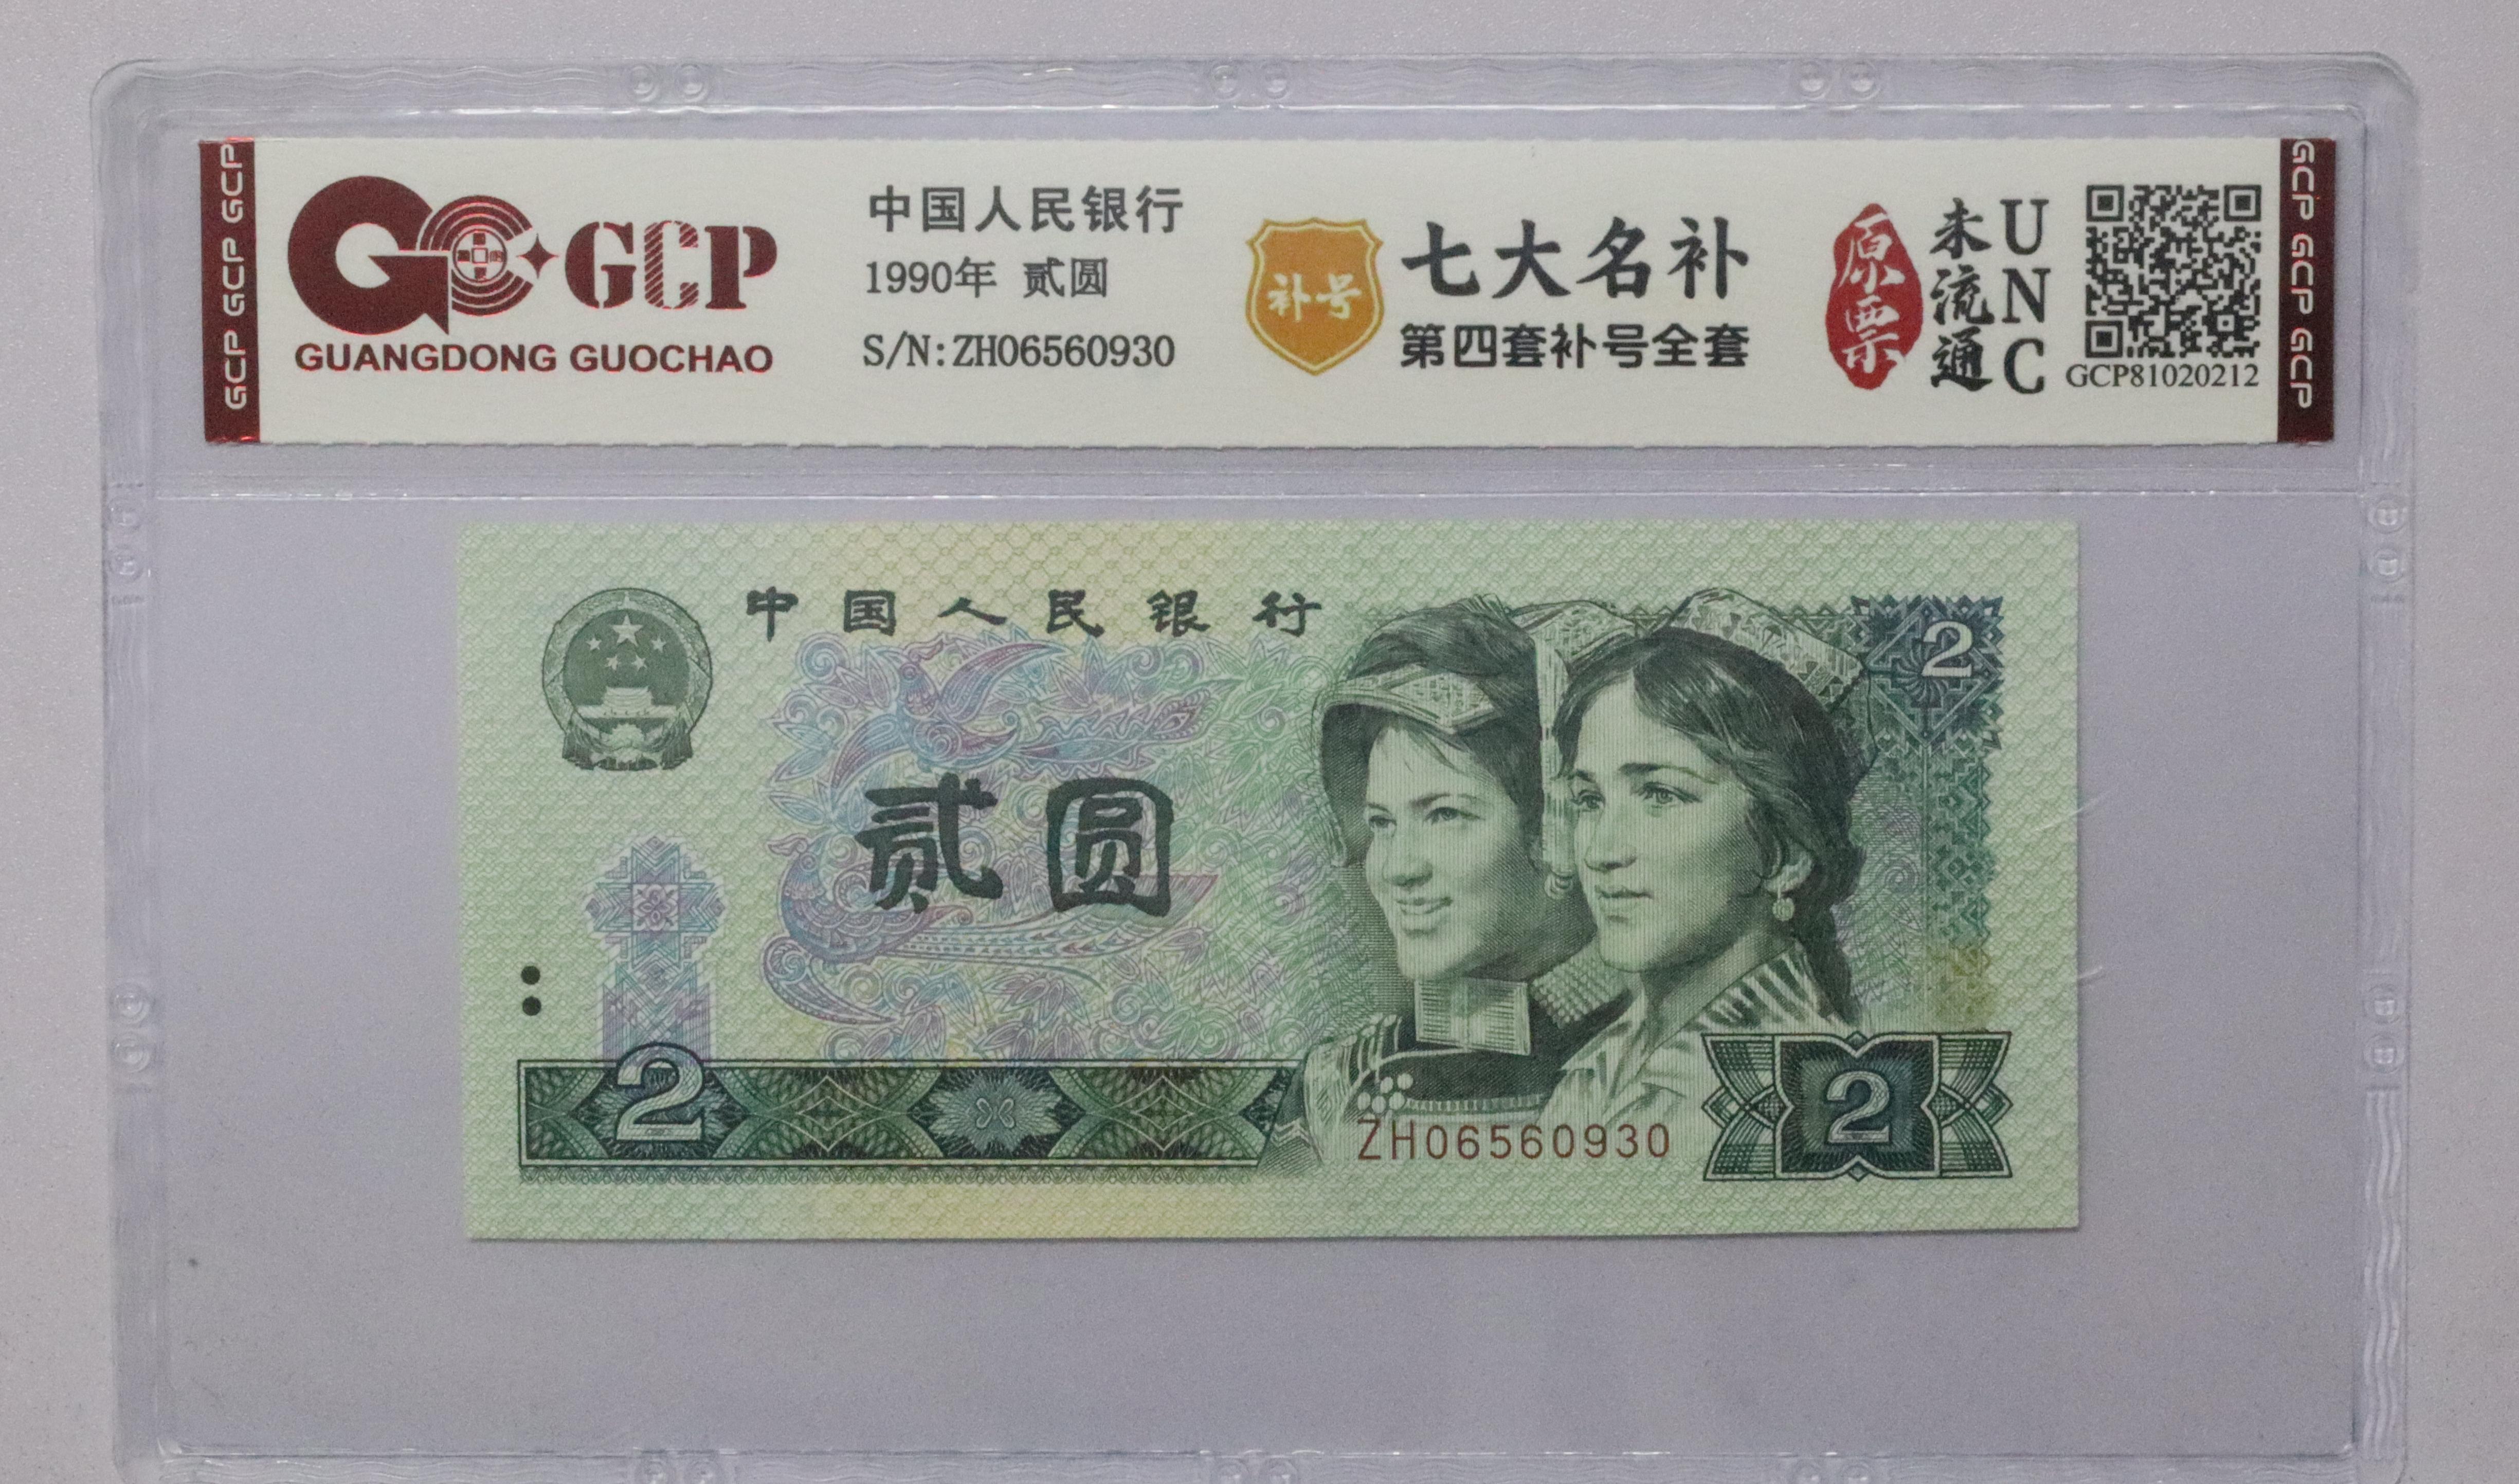 GCP GCP GCP
GCP
GUANGDONG GUOCHAO
中国人民银行
1990年 贰圆
S/N:ZH06560930
补号
七大名补
第四套补号全套
原票
未流通
UNC
GCP81020212
GCP GCP GCP
中国人民银行
2
贰圆
2
ZH06560930
2